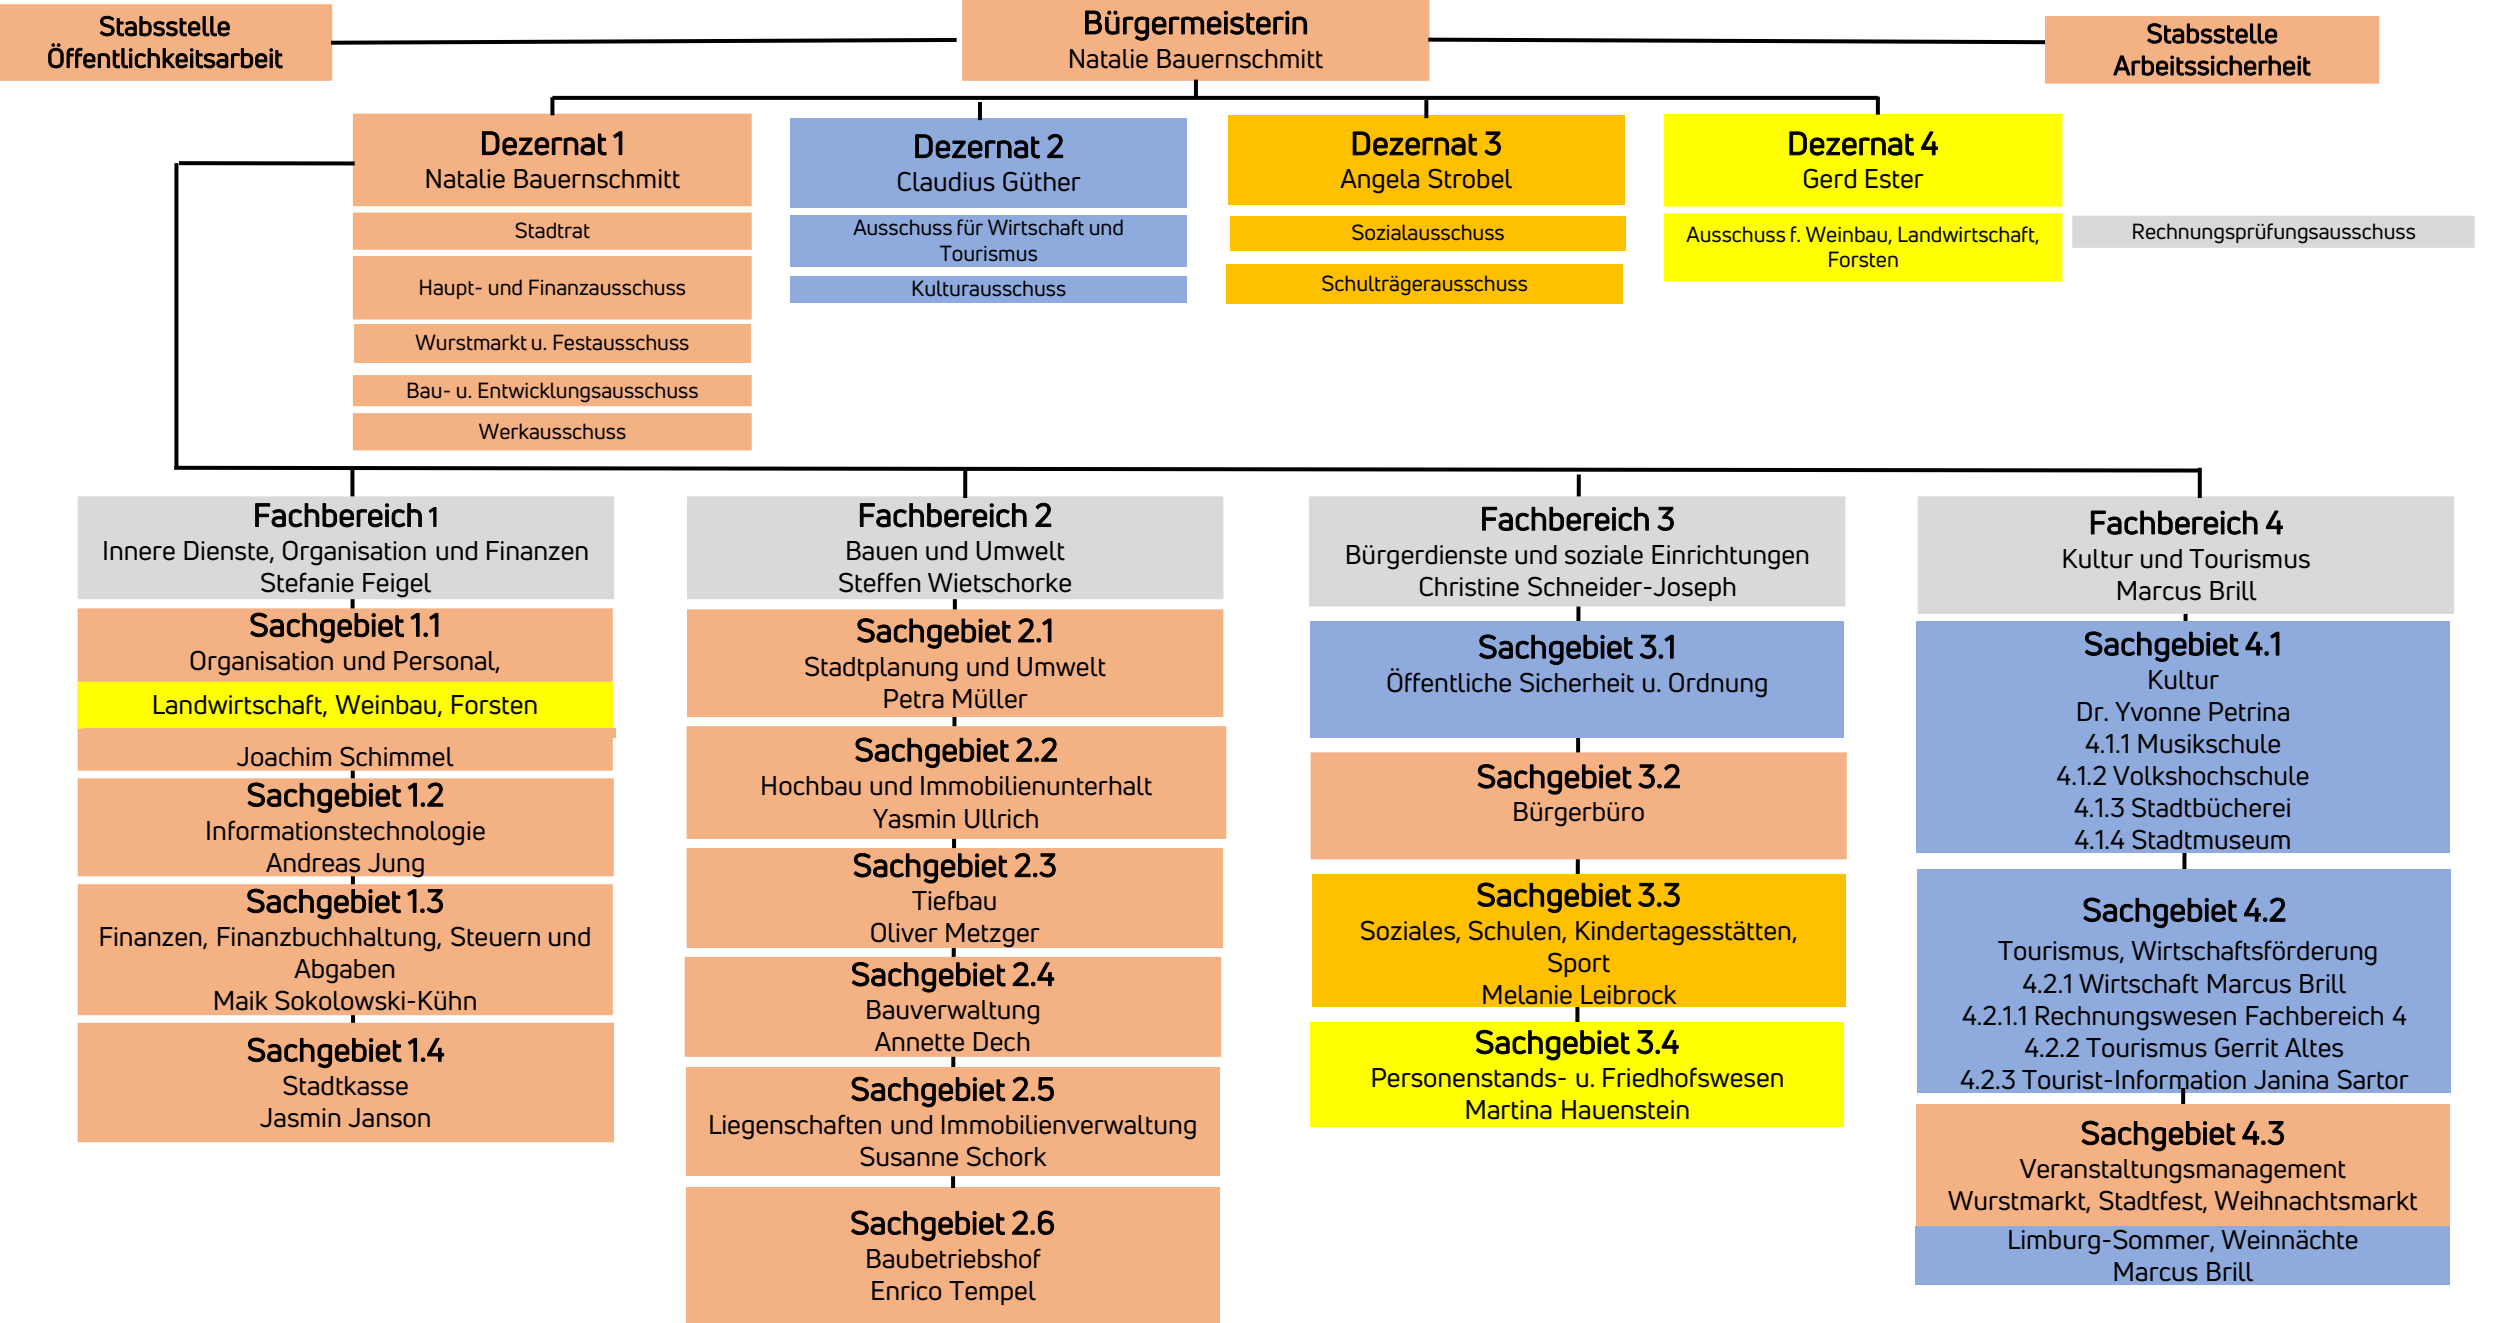 Stabsstelle
Öffentlichkeitsarbeit
Bürgermeisterin
Natalie Bauernschmitt
Stabsstelle
Arbeitssicherheit
Dezernat 1
Natalie Bauernschmitt
Stadtrat
Haupt- und Finanzausschuss
Wurstmarkt u. Festausschuss
Bau- u. Entwicklungsausschuss
Werkausschuss
Dezernat 2
Claudius Güther
Ausschuss für Wirtschaft und
Tourismus
Kulturausschuss
Dezernat 3
Angela Strobel
Sozialausschuss
Schulträgerausschuss
Dezernat 4
Gerd Ester
Ausschuss f. Weinbau, Landwirtschaft,
Forsten
Rechnungsprüfungsausschuss
Fachbereich 1
Innere Dienste, Organisation und Finanzen
Stefanie Feigel
Sachgebiet 1.1
Organisation und Personal,
Landwirtschaft, Weinbau, Forsten
Joachim Schimmel
Sachgebiet 1.2
Informationstechnologie
Andreas Jung
Sachgebiet 1.3
Finanzen, Finanzbuchhaltung, Steuern und
Abgaben
Maik Sokolowski-Kühn
Sachgebiet 1.4
Stadtkasse
Jasmin Janson
Fachbereich 2
Bauen und Umwelt
Steffen Wietschorke
Sachgebiet 2.1
Stadtplanung und Umwelt
Petra Müller
Sachgebiet 2.2
Hochbau und Immobilienunterhalt
Yasmin Ullrich
Sachgebiet 2.3
Tiefbau
Oliver Metzger
Sachgebiet 2.4
Bauverwaltung
Annette Dech
Sachgebiet 2.5
Liegenschaften und Immobilienverwaltung
Susanne Schork
Sachgebiet 2.6
Baubetriebshof
Enrico Tempel
Fachbereich 3
Bürgerdienste und soziale Einrichtungen
Christine Schneider-Joseph
Sachgebiet 3.1
Öffentliche Sicherheit u. Ordnung
Sachgebiet 3.2
Bürgerbüro
Sachgebiet 3.3
Soziales, Schulen, Kindertagesstätten,
Sport
Melanie Leibrock
Sachgebiet 3.4
Personenstands- u. Friedhofswesen
Martina Hauenstein
Fachbereich 4
Kultur und Tourismus
Marcus Brill
Sachgebiet 4.1
Kultur
Dr. Yvonne Petrina
4.1.1 Musikschule
4.1.2 Volkshochschule
4.1.3 Stadtbücherei
4.1.4 Stadtmuseum
Sachgebiet 4.2
Tourismus, Wirtschaftsförderung
4.2.1 Wirtschaft Marcus Brill
4.2.1.1 Rechnungswesen Fachbereich 4
4.2.2 Tourismus Gerrit Altes
4.2.3 Tourist-Information Janina Sartor
Sachgebiet 4.3
Veranstaltungsmanagement
Wurstmarkt, Stadtfest, Weihnachtsmarkt
Limburg-Sommer, Weinnächte
Marcus Brill